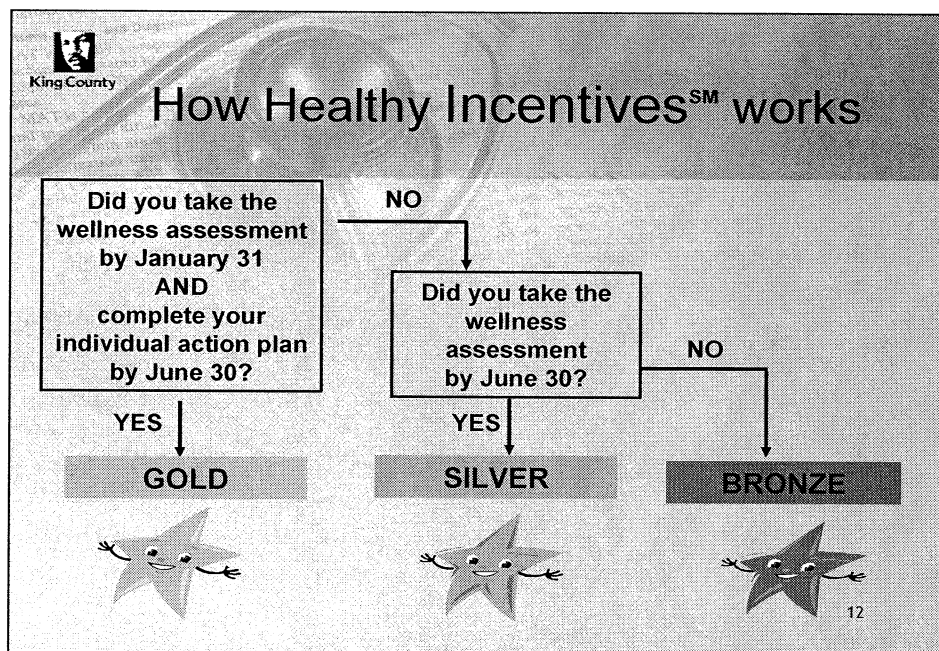 King County
How Healthy Incentives℠ works
Did you take the
wellness assessment
by January 31
AND
complete your
individual action plan
by June 30?
NO
Did you take the
wellness
assessment
by June 30?
NO
YES
YES
GOLD
SILVER
BRONZE
12